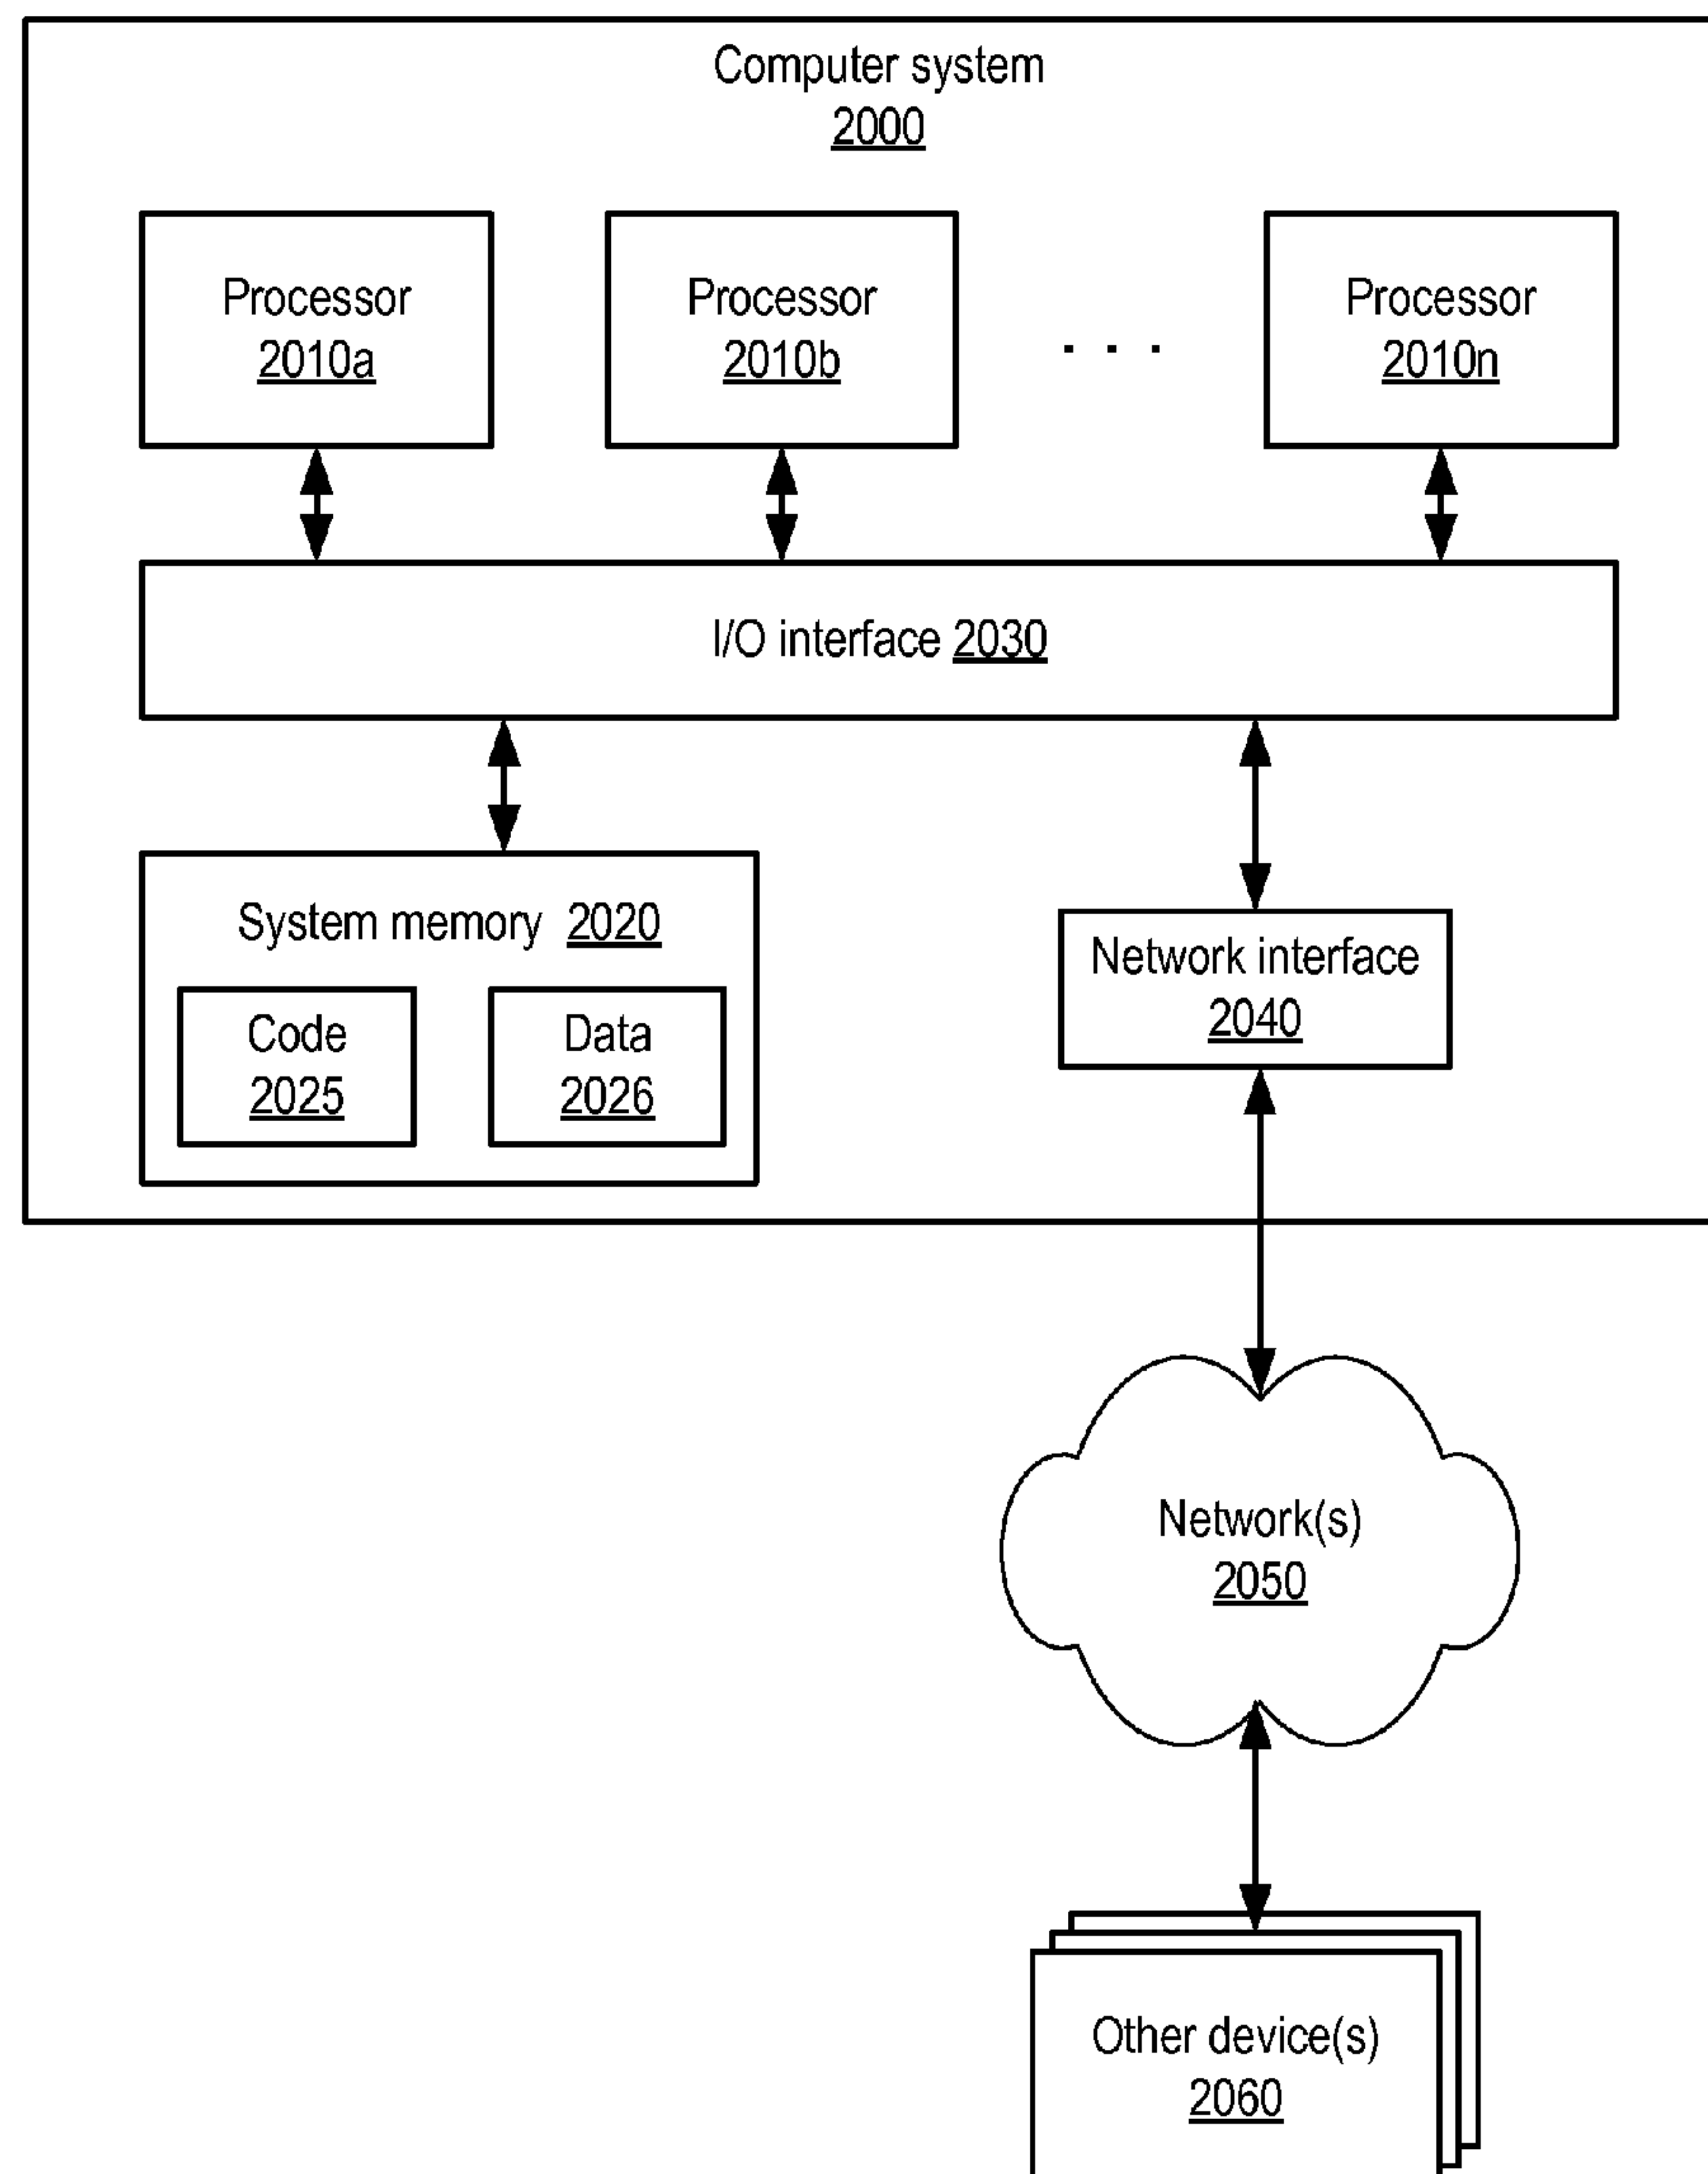 Computer system
2000
Processor
2010a
Processor
2010b
. . .
Processor
2010n
I/O interface 2030
System memory 2020
Code
2025
Data
2026
Network interface
2040
Network(s)
2050
Other device(s)
2060